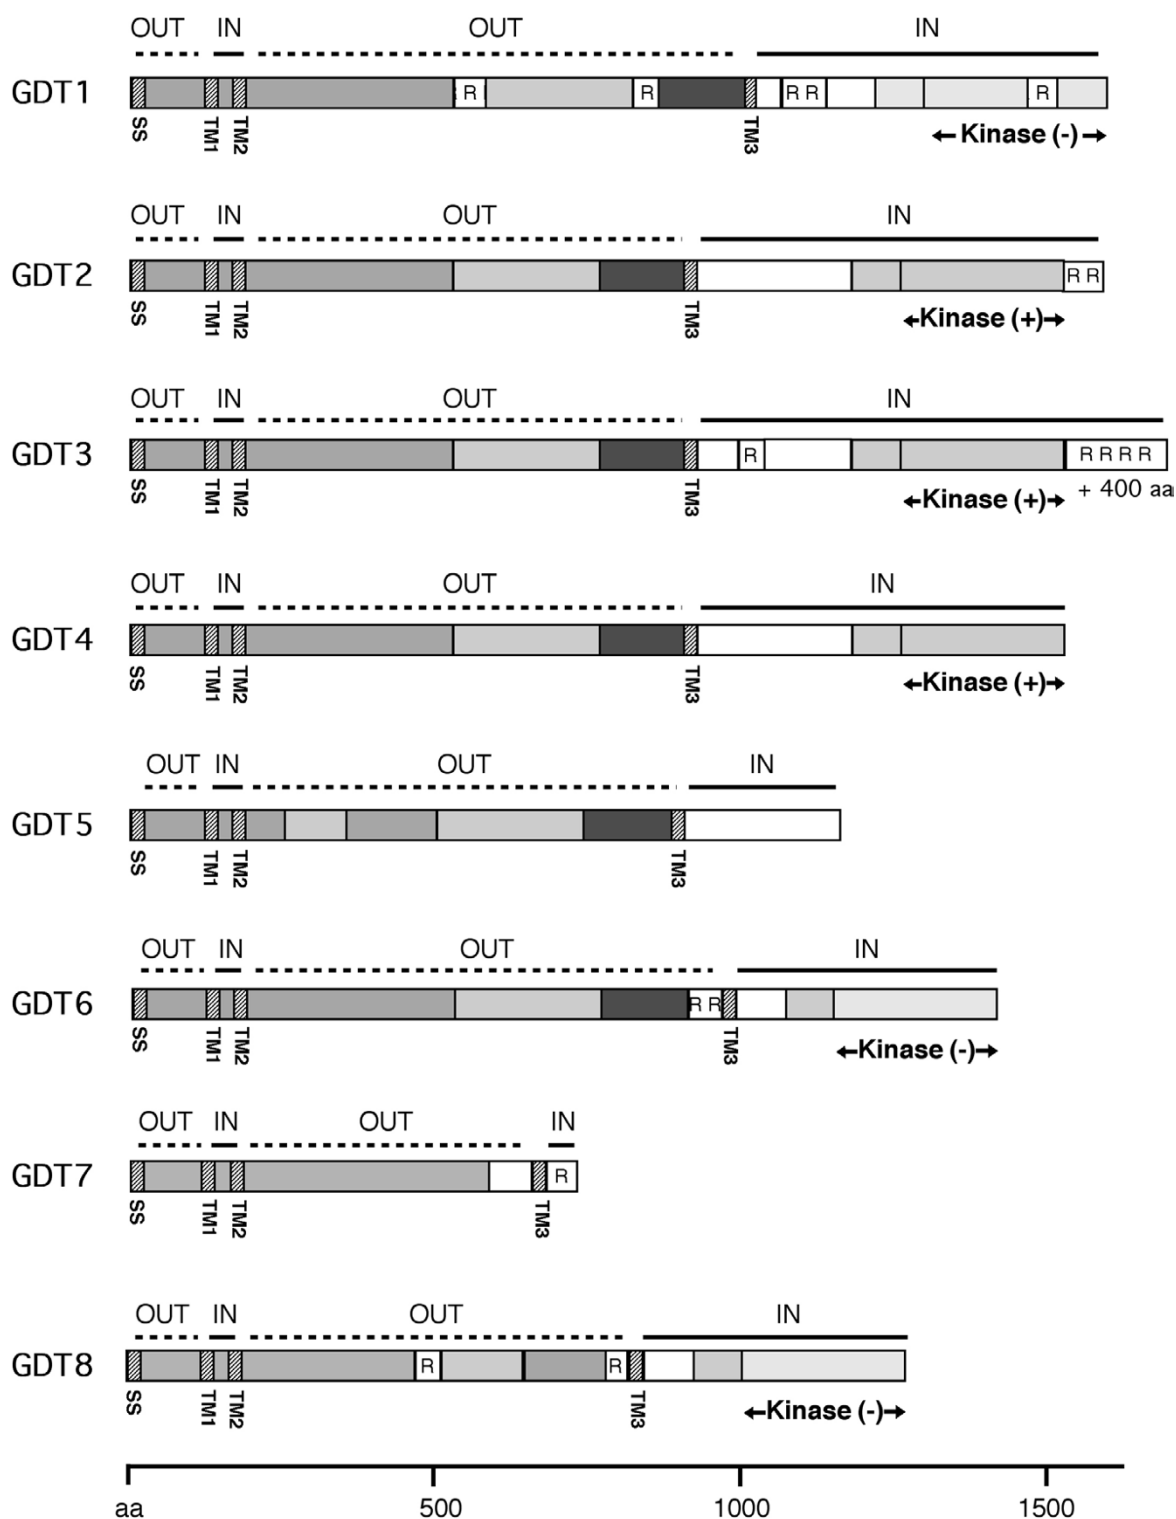 OUT IN OUT IN
GDT1 R R R R R
SS TM1 TM2 TM3 Kinase (-)
OUT IN OUT IN
GDT2 R R
SS TM1 TM2 TM3 Kinase (+)
OUT IN OUT IN
GDT3 R R R R R
SS TM1 TM2 TM3 Kinase (+) + 400 aa
OUT IN OUT IN
GDT4
SS TM1 TM2 TM3 Kinase (+)
OUT IN OUT IN
GDT5
SS TM1 TM2 TM3
OUT IN OUT IN
GDT6 R R
SS TM1 TM2 TM3 Kinase (-)
OUT IN OUT IN
GDT7 R
SS TM1 TM2 TM3
OUT IN OUT IN
GDT8 R R
SS TM1 TM2 TM3 Kinase (-)
aa 500 1000 1500